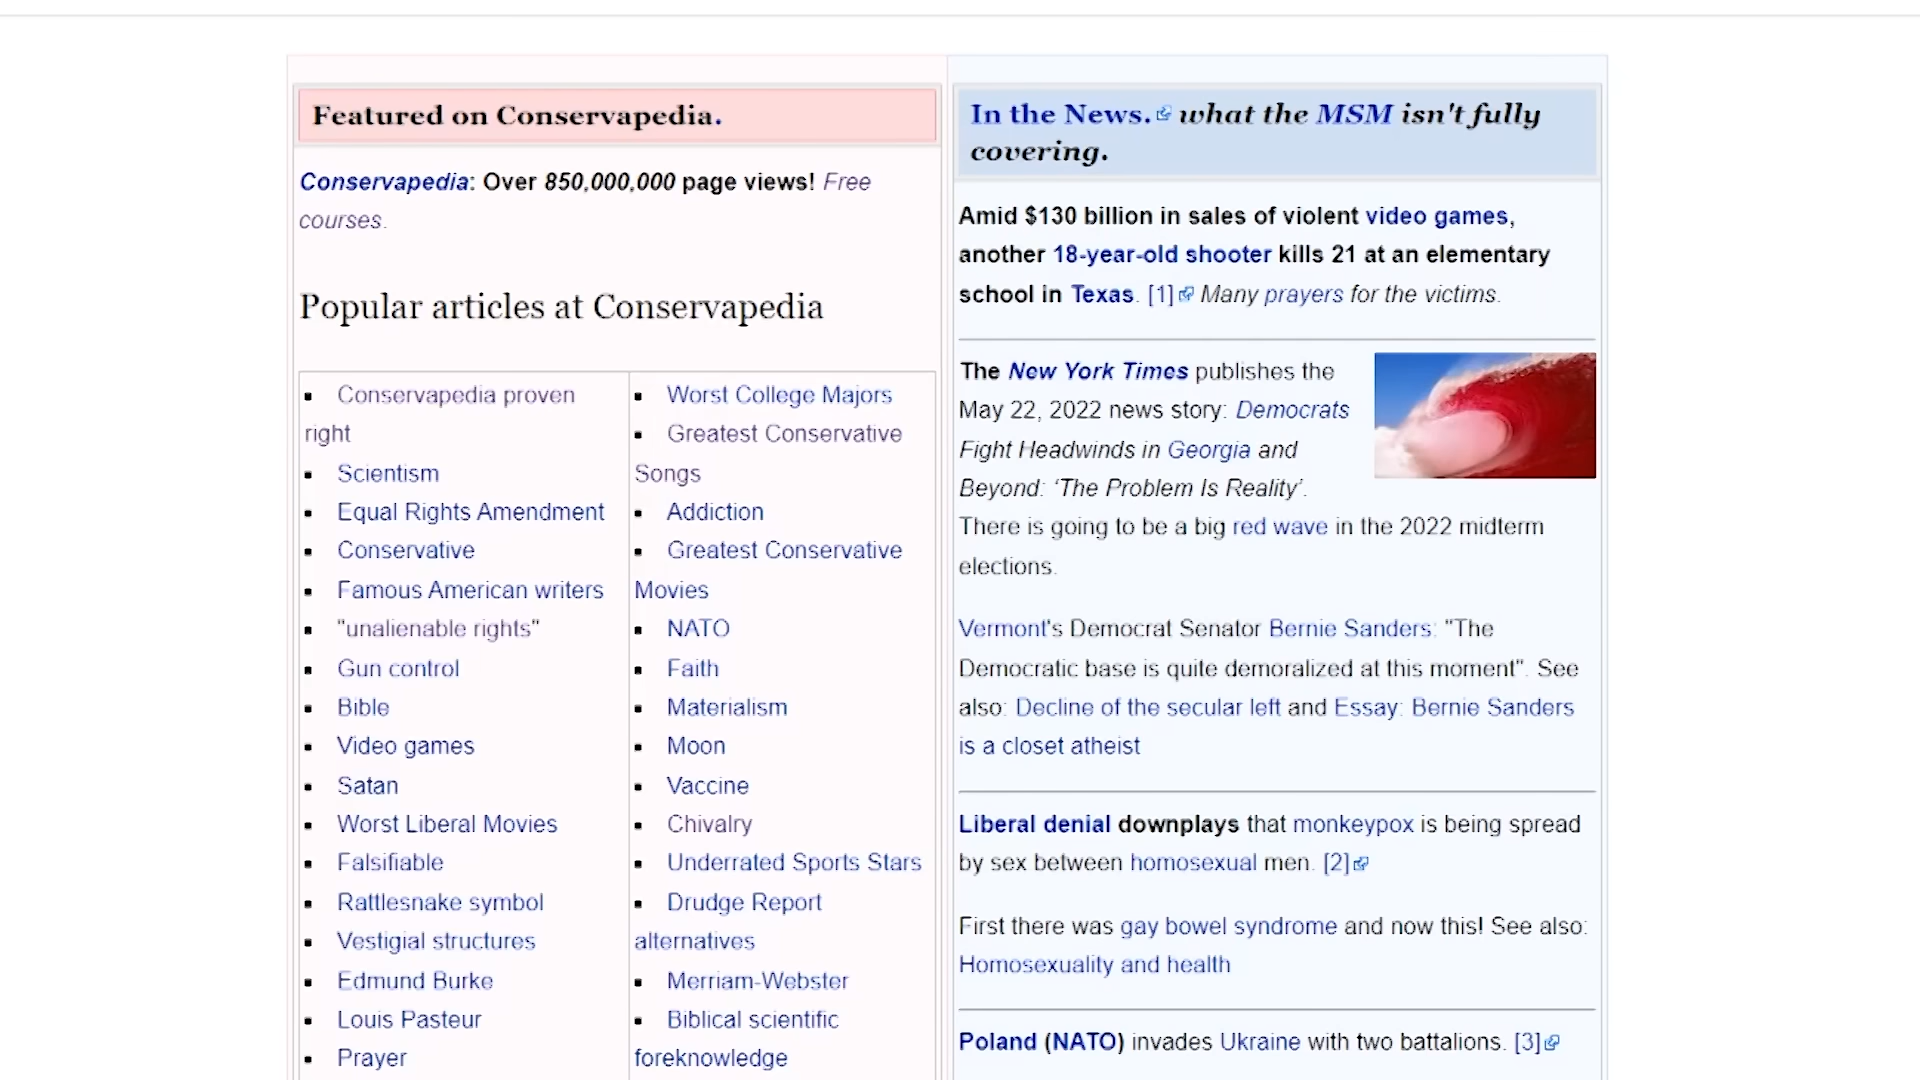 Featured on Conservapedia.
Conservapedia: Over 850,000,000 page views! Free
courses.
Popular articles at Conservapedia
Conservapedia proven
right
Scientism
Equal Rights Amendment
Conservative
Famous American writers
"unalienable rights"
Gun control
Bible
Video games
Satan
Worst Liberal Movies
Falsifiable
Rattlesnake symbol
Vestigial structures
Edmund Burke
Louis Pasteur
Prayer
Worst College Majors
Greatest Conservative
Songs
Addiction
Greatest Conservative
Movies
NATO
Faith
Materialism
Moon
Vaccine
Chivalry
Underrated Sports Stars
Drudge Report
alternatives
Merriam-Webster
Biblical scientific
foreknowledge
In the News. what the MSM isn't fully
covering.
Amid $130 billion in sales of violent video games,
another 18-year-old shooter kills 21 at an elementary
school in Texas. [1] Many prayers for the victims.
The New York Times publishes the
May 22, 2022 news story: Democrats
Fight Headwinds in Georgia and
Beyond: ‘The Problem Is Reality’.
There is going to be a big red wave in the 2022 midterm
elections.
Vermont's Democrat Senator Bernie Sanders: "The
Democratic base is quite demoralized at this moment". See
also: Decline of the secular left and Essay: Bernie Sanders
is a closet atheist
Liberal denial downplays that monkeypox is being spread
by sex between homosexual men. [2]
First there was gay bowel syndrome and now this! See also:
Homosexuality and health
Poland (NATO) invades Ukraine with two battalions. [3]